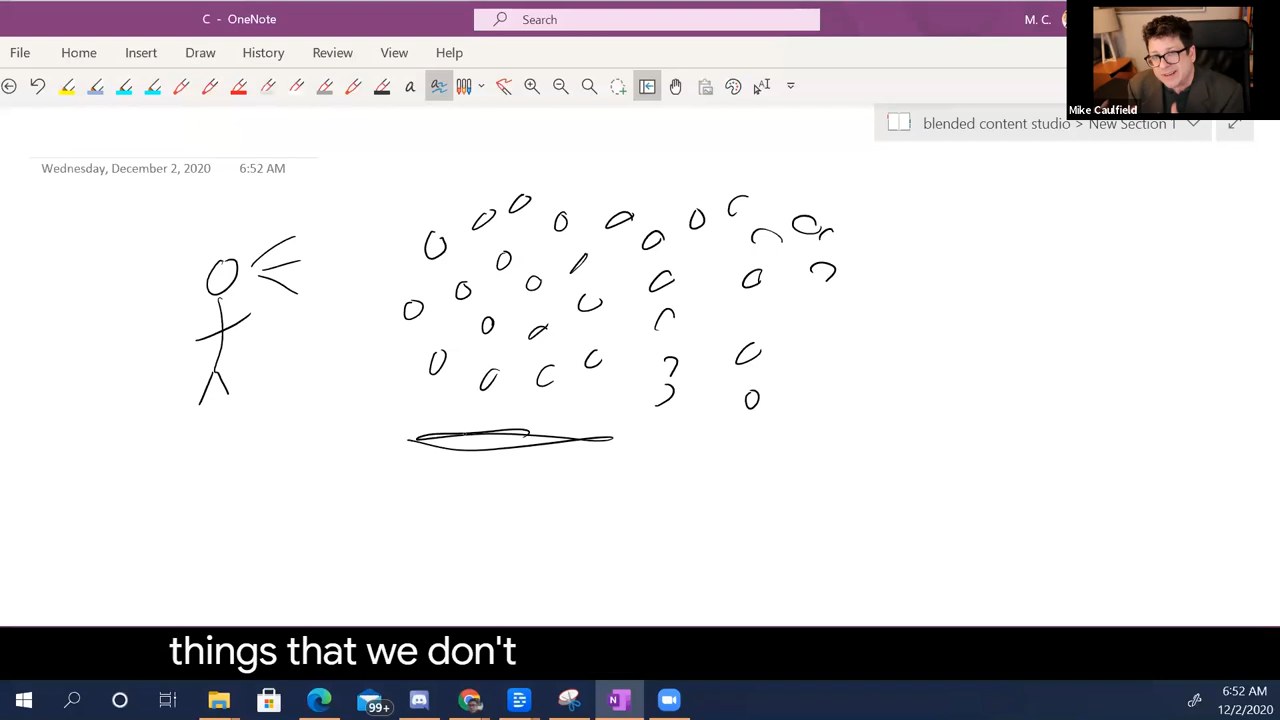 C - OneNote
Search
M. C.
File Home Insert Draw History Review View Help
Mike Caulfield
blended content studio > New Section 1
Wednesday, December 2, 2020 6:52 AM
things that we don't
99+
6:52 AM
12/2/2020